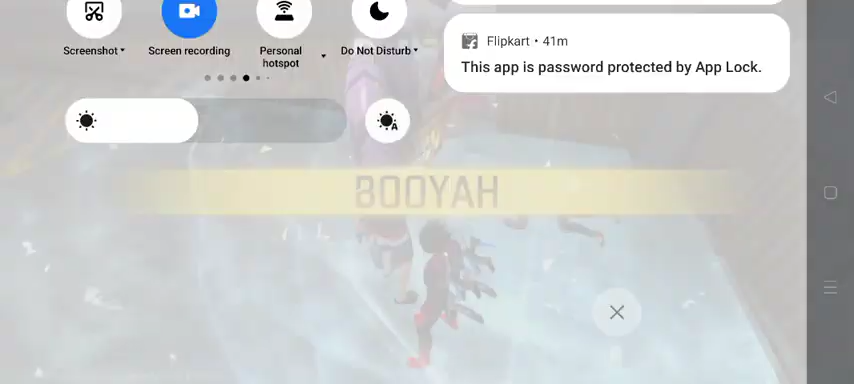 Screenshot
Screen recording
Personal
hotspot
Do Not Disturb
Flipkart • 41m
This app is password protected by App Lock.
A
BOOYAH